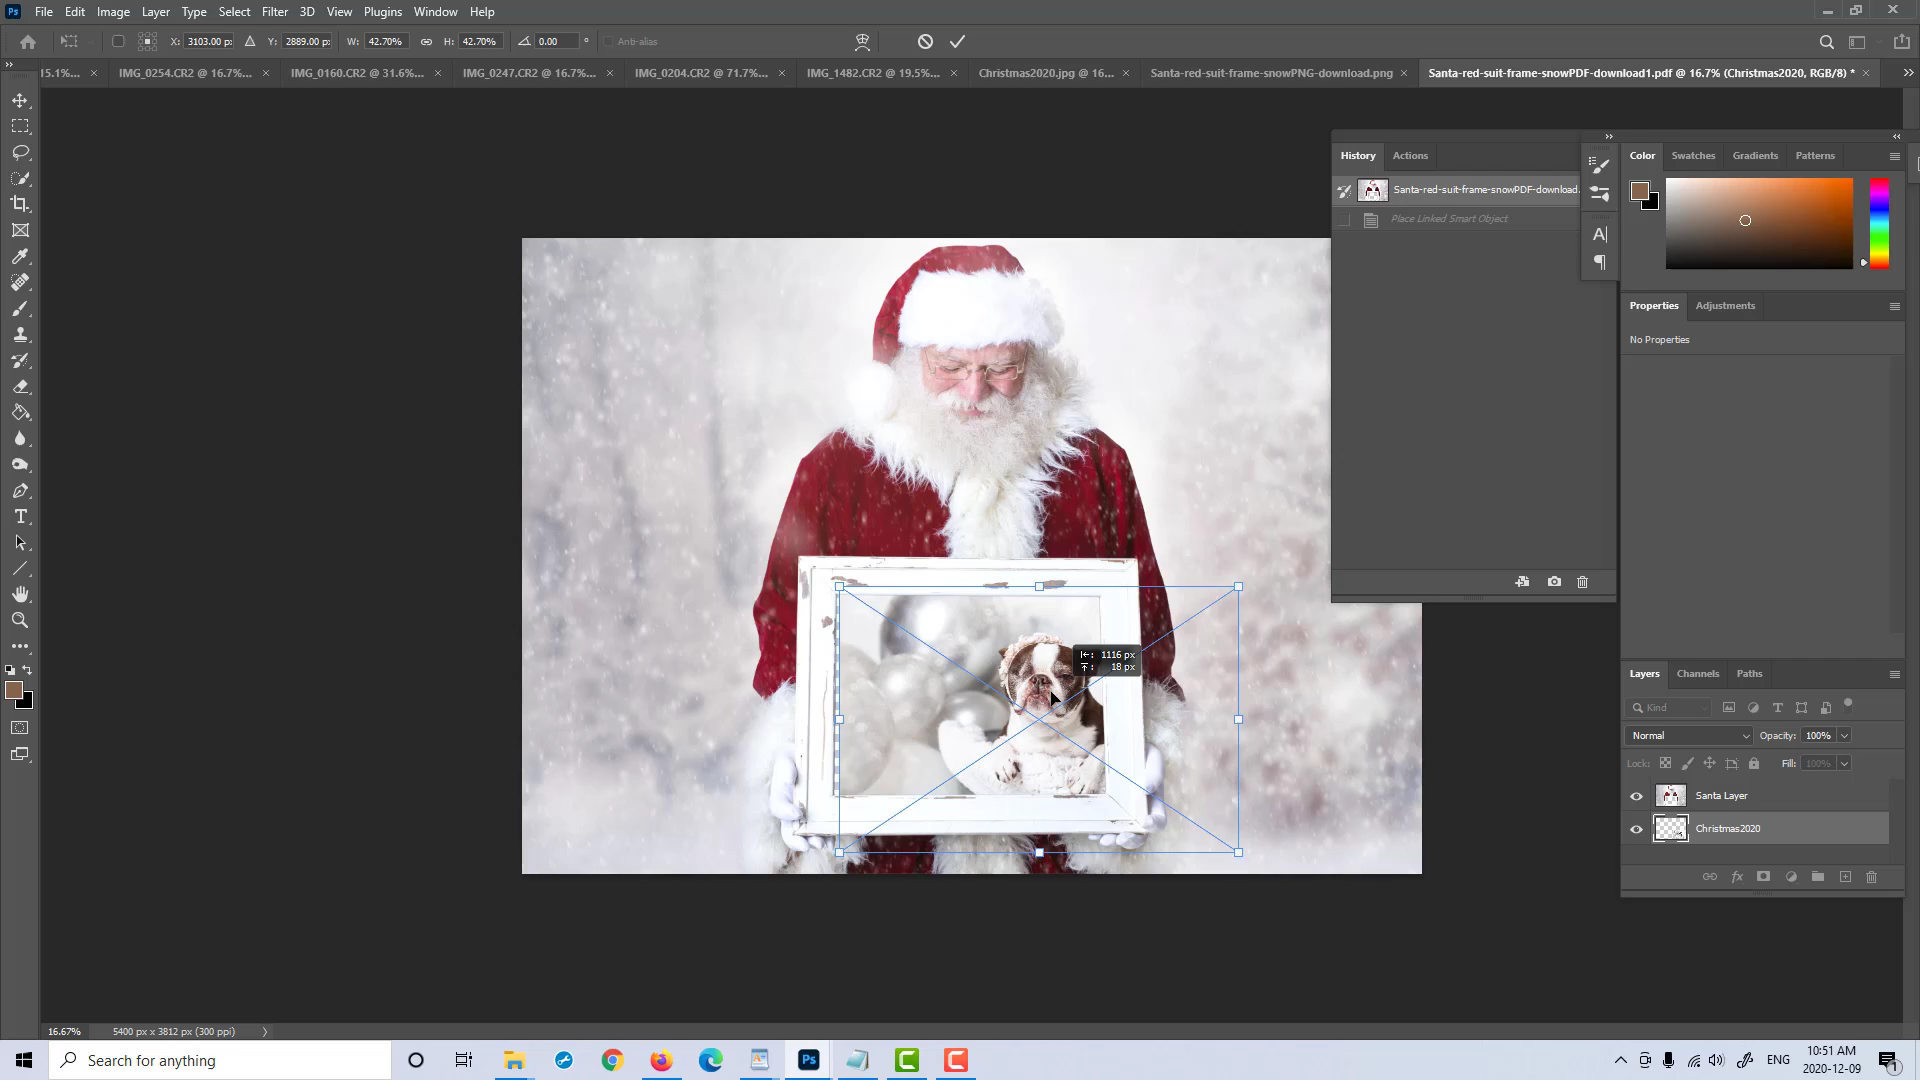 Ps File Edit Image Layer Type Select Filter 3D View Plugins Window Help
X: 3103.00 p: Y: 2889.00 p: W: 42.70% H: 42.70% 0.00 ° Anti-alias
15.1%... × IMG_0254.CR2 @ 16.7%... × IMG_0160.CR2 @ 31.6%... × IMG_0247.CR2 @ 16.7%... × IMG_0204.CR2 @ 71.7%... × IMG_1482.CR2 @ 19.5%... × Christmas2020.jpg @ 16.... × Santa-red-suit-frame-snowPNG-download.png × Santa-red-suit-frame-snowPDF-download1.pdf @ 16.7% (Christmas2020, RGB/8) * ×
History Actions
Santa-red-suit-frame-snowPDF-download.
Place Linked Smart Object
Color Swatches Gradients Patterns
Properties Adjustments
No Properties
1116 px
18 px
Layers Channels Paths
Kind
Normal Opacity: 100%
Lock: Fill: 100%
Santa Layer
Christmas2020
fx
16.67% 5400 px x 3812 px (300 ppi)
Search for anything
Ps
ENG
10:51 AM
2020-12-09
1